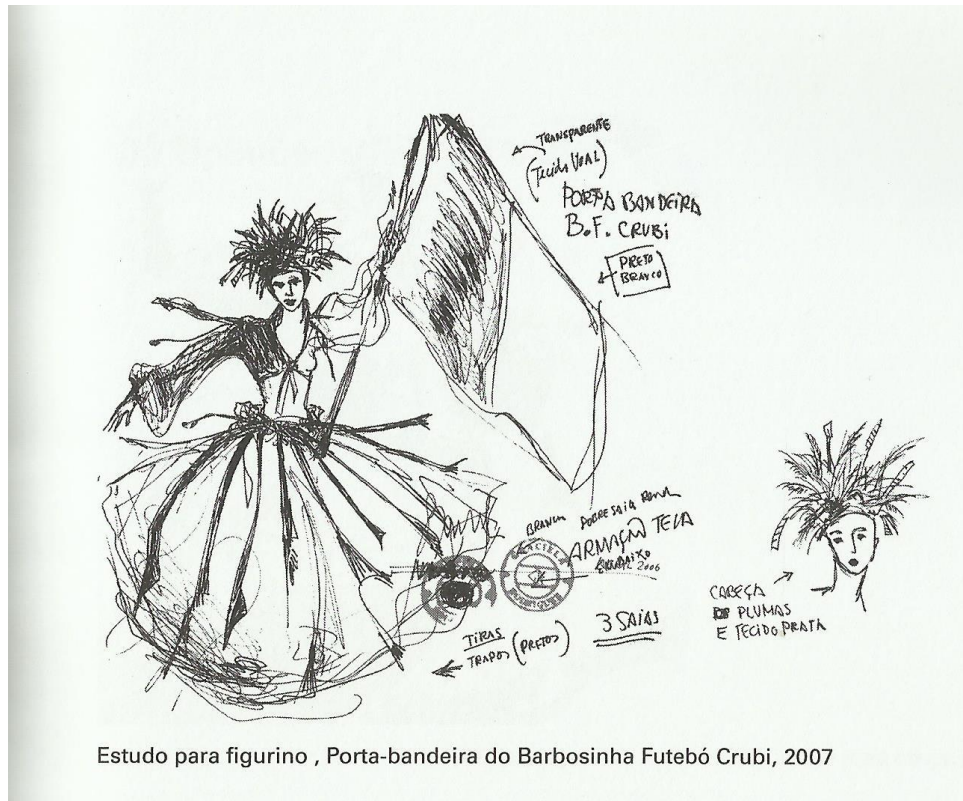 TRANSPARENTE
(Tecido VOAL)
PORTA BANDEIRA
B.F. CRUBi
PRETO
BRANCO
BRANCA
ARMAÇÃO TELA
2006
3 SAIAS
TIRAS
TRAPOS (PRETOS)
CABEÇA
PLUMAS
E TECIDO PRATA
Estudo para figurino , Porta-bandeira do Barbosinha Futebó Crubi, 2007